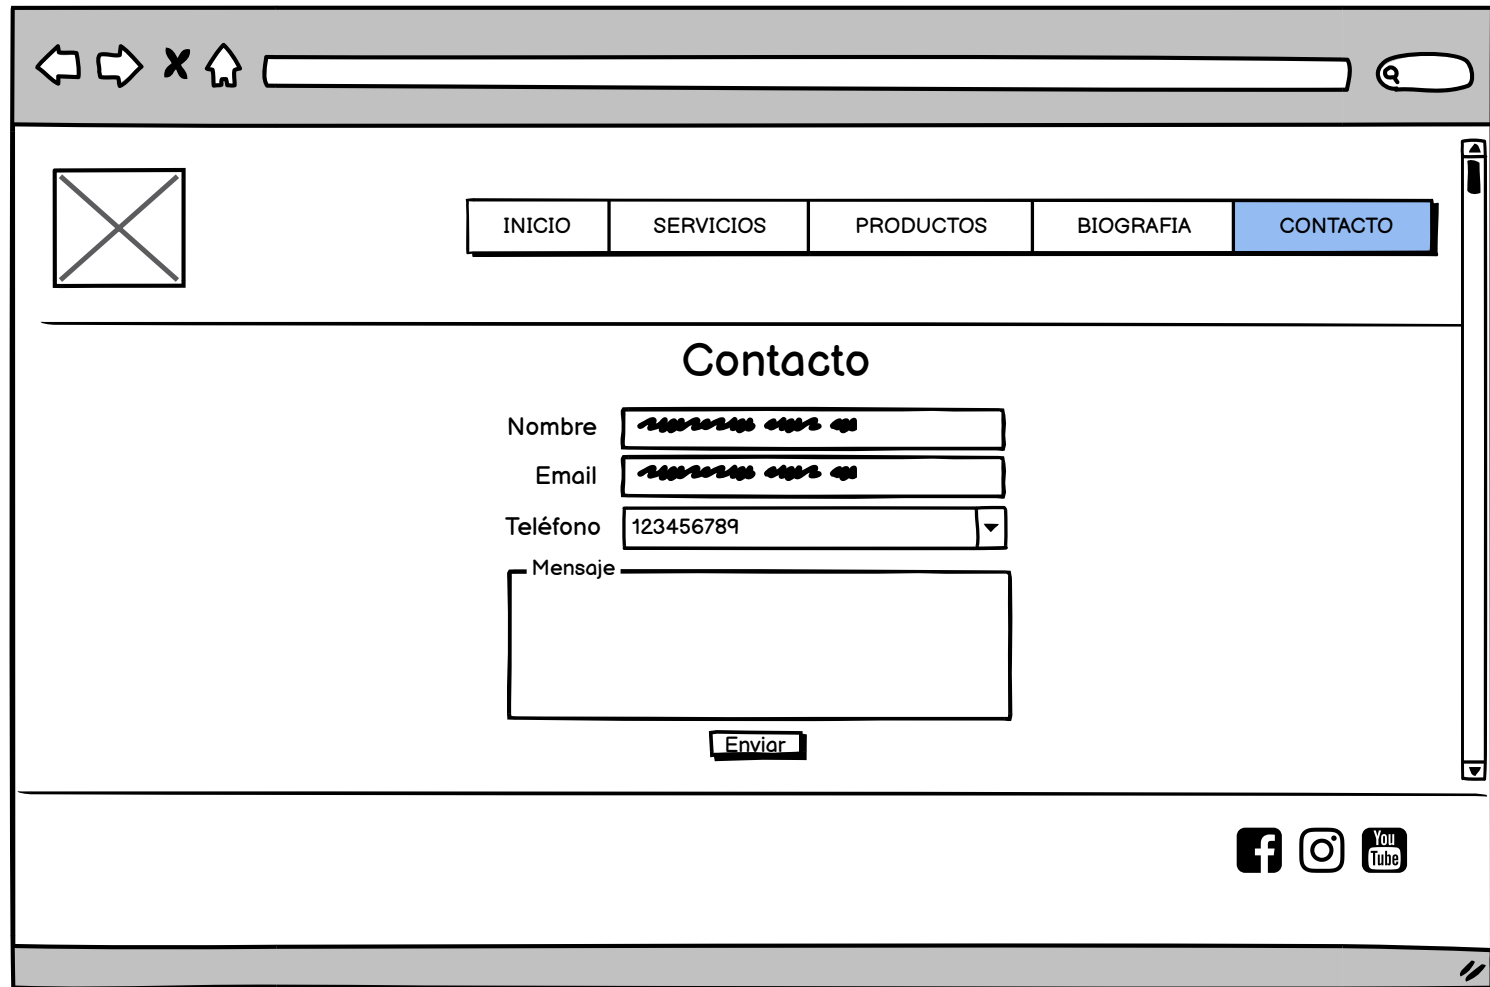 INICIO SERVICIOS PRODUCTOS BIOGRAFIA CONTACTO
Contacto
Nombre
Email
Teléfono 123456789
Mensaje
Enviar
You
Tube